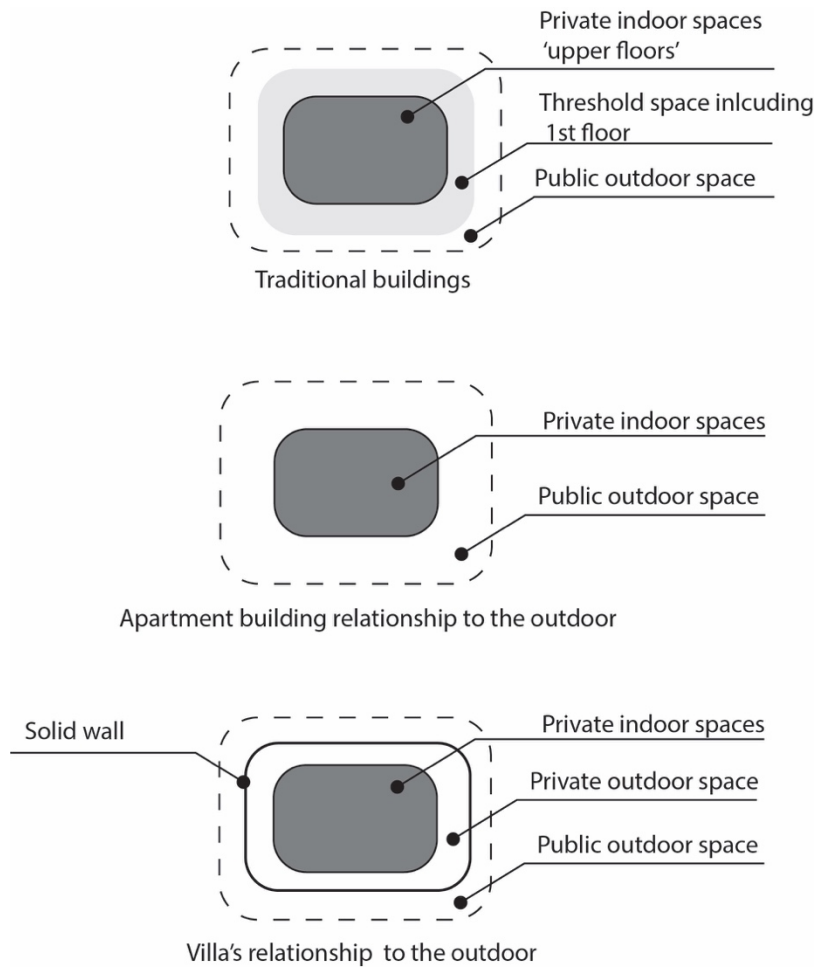 Private indoor spaces
'upper floors'
Threshold space inlcuding
1st floor
Public outdoor space
Traditional buildings
Private indoor spaces
Public outdoor space
Apartment building relationship to the outdoor
Solid wall
Private indoor spaces
Private outdoor space
Public outdoor space
Villa's relationship to the outdoor